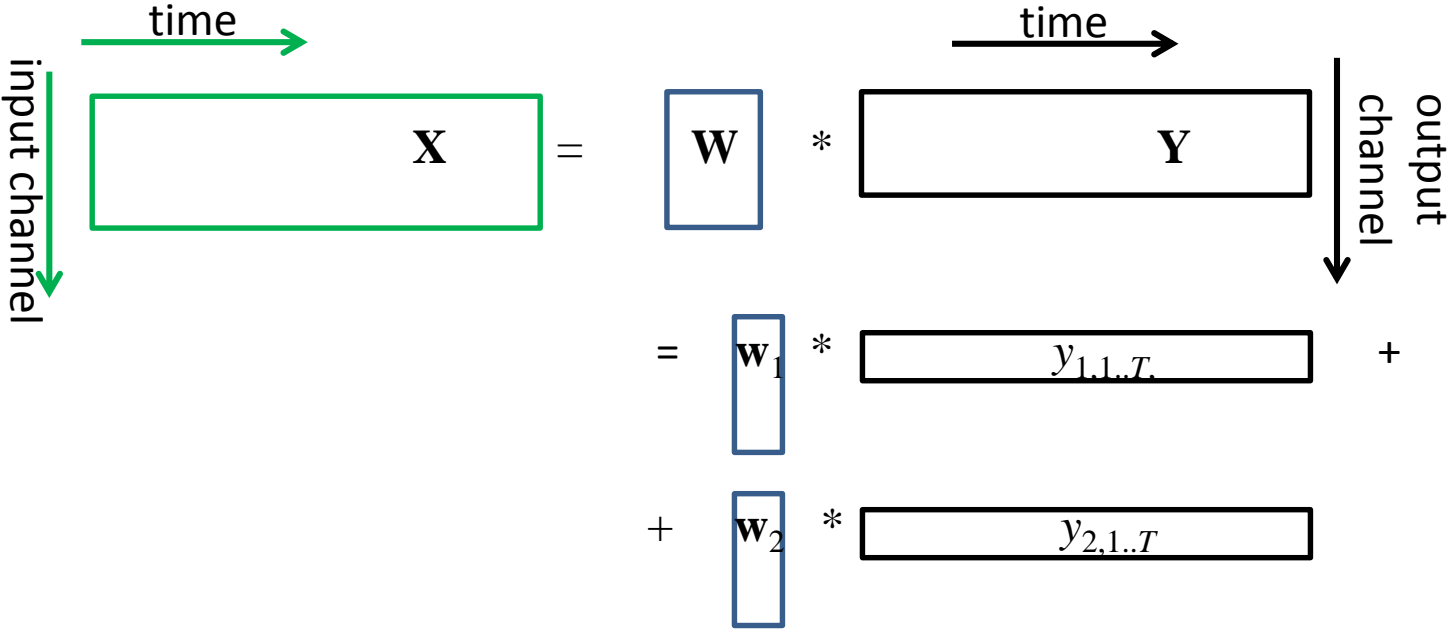 time
time
input channel
X = W * Y
output
channel
= w₁ * y₁,₁..T, +
+ w₂ * y₂,₁..T